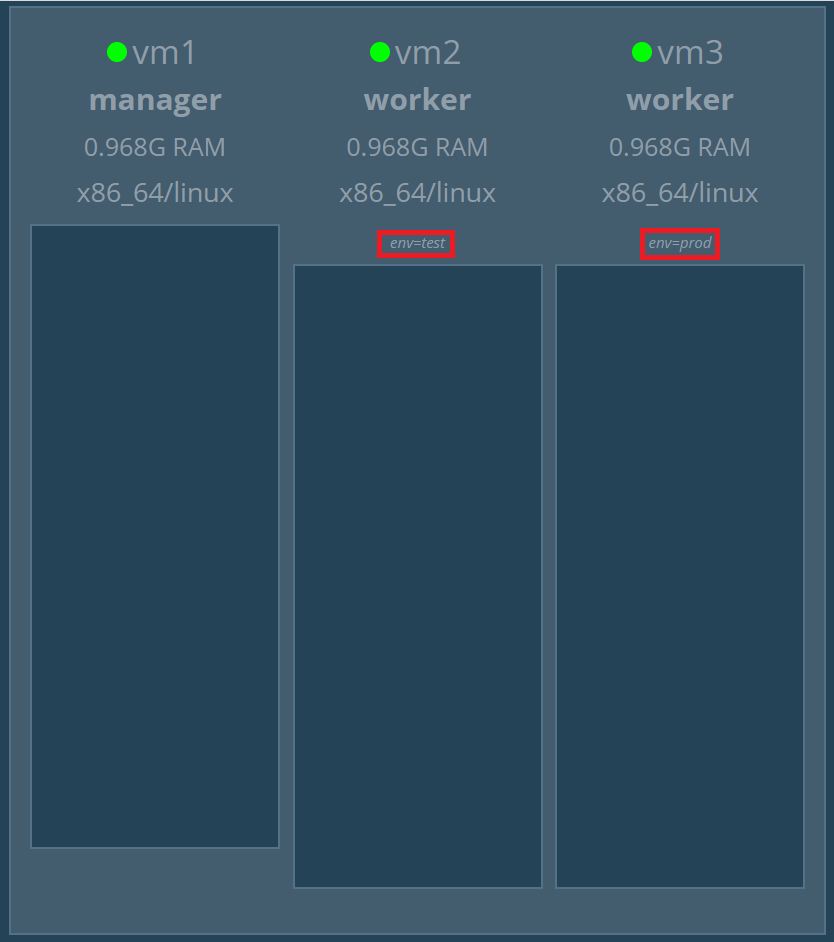 vm1
manager
0.968G RAM
x86_64/linux
vm2
worker
0.968G RAM
x86_64/linux
env=test
vm3
worker
0.968G RAM
x86_64/linux
env=prod